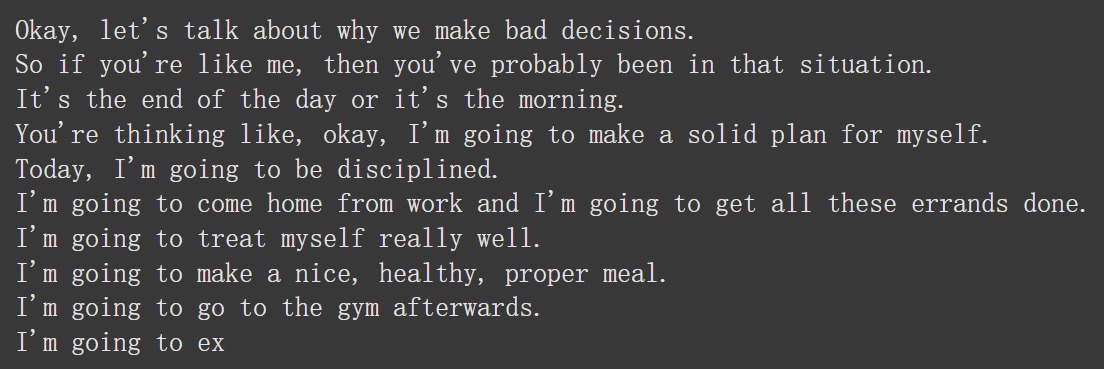 Okay, let's talk about why we make bad decisions.
So if you're like me, then you've probably been in that situation.
It's the end of the day or it's the morning.
You're thinking like, okay, I'm going to make a solid plan for myself.
Today, I'm going to be disciplined.
I'm going to come home from work and I'm going to get all these errands done.
I'm going to treat myself really well.
I'm going to make a nice, healthy, proper meal.
I'm going to go to the gym afterwards.
I'm going to ex